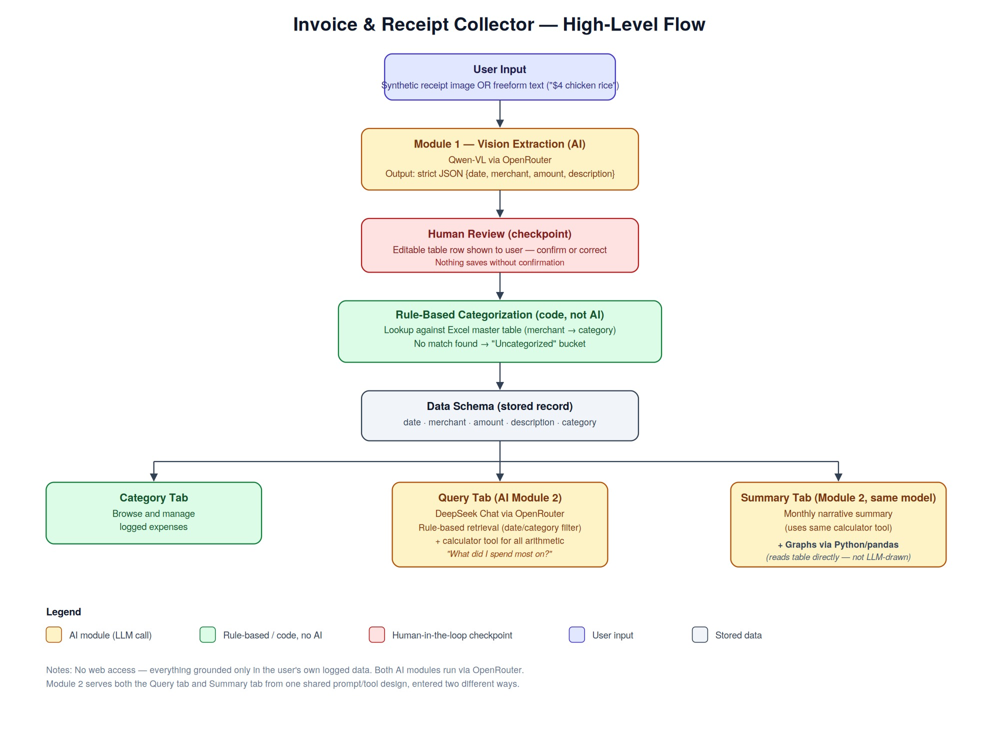 Invoice & Receipt Collector — High-Level Flow
User Input
Synthetic receipt image OR freeform text ("$4 chicken rice")
Module 1 — Vision Extraction (AI)
Qwen-VL via OpenRouter
Output: strict JSON {date, merchant, amount, description}
Human Review (checkpoint)
Editable table row shown to user — confirm or correct
Nothing saves without confirmation
Rule-Based Categorization (code, not AI)
Lookup against Excel master table (merchant → category)
No match found → "Uncategorized" bucket
Data Schema (stored record)
date · merchant · amount · description · category
Category Tab
Browse and manage
logged expenses
Query Tab (AI Module 2)
DeepSeek Chat via OpenRouter
Rule-based retrieval (date/category filter)
+ calculator tool for all arithmetic
"What did I spend most on?"
Summary Tab (Module 2, same model)
Monthly narrative summary
(uses same calculator tool)
+ Graphs via Python/pandas
(reads table directly — not LLM-drawn)
Legend
AI module (LLM call)
Rule-based / code, no AI
Human-in-the-loop checkpoint
User input
Stored data
Notes: No web access — everything grounded only in the user's own logged data. Both AI modules run via OpenRouter.
Module 2 serves both the Query tab and Summary tab from one shared prompt/tool design, entered two different ways.